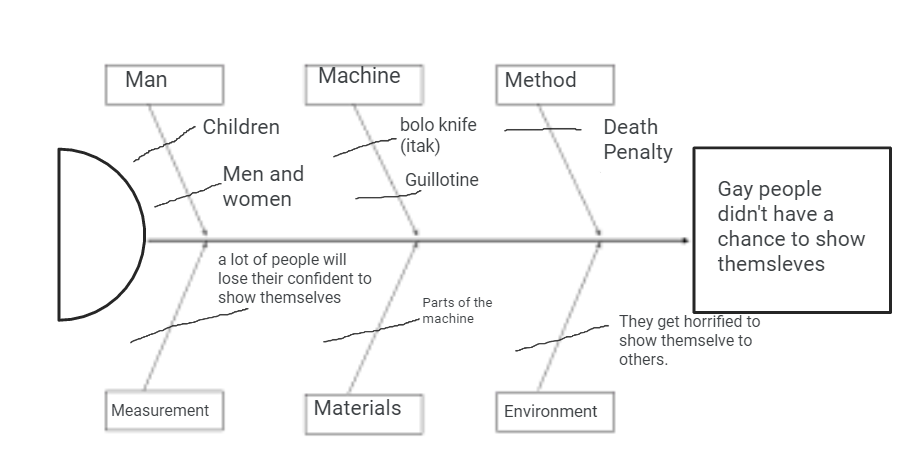 Man
Machine
Method
Children
bolo knife
(itak)
Death
Penalty
Men and
women
Guillotine
Gay people
didn't have a
chance to show
themsleves
a lot of people will
lose their confident to
show themselves
Parts of the
machine
They get horrified to
show themselve to
others.
Measurement
Materials
Environment